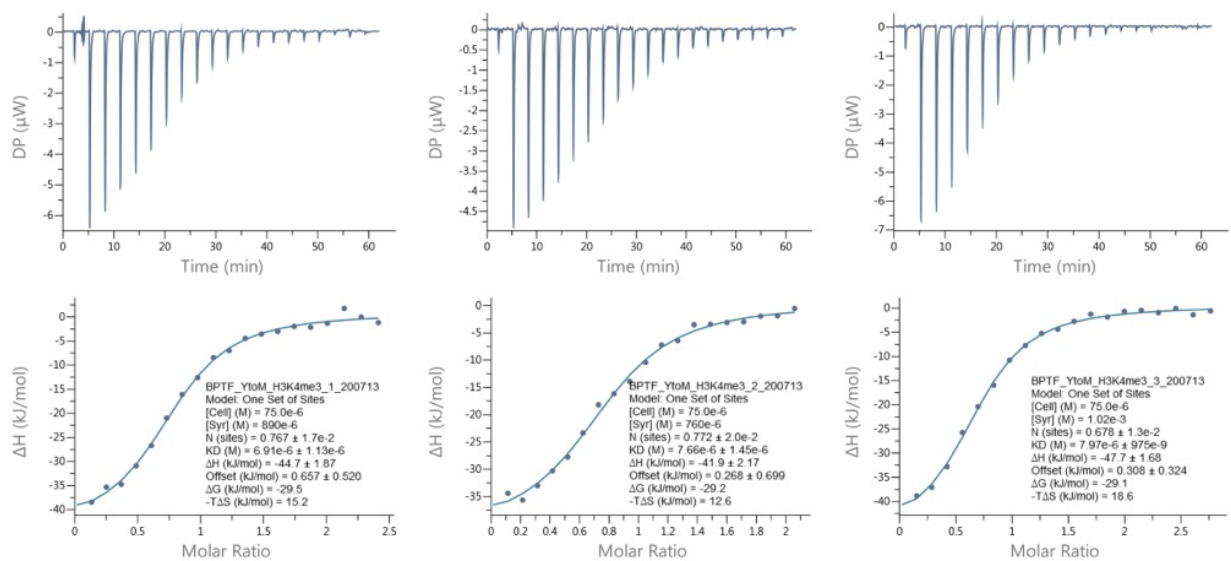 0
-1
-2
-3
-4
-5
-6
DP (µW)
0 10 20 30 40 50 60
Time (min)
0
-0.5
-1
-1.5
-2
-2.5
-3
-3.5
-4
-4.5
DP (µW)
0 10 20 30 40 50 60
Time (min)
0
-1
-2
-3
-4
-5
-6
-7
DP (µW)
0 10 20 30 40 50 60
Time (min)
0
-5
-10
-15
-20
-25
-30
-35
-40
ΔH (kJ/mol)
BPTF_YtoM_H3K4me3_1_200713
Model: One Set of Sites
[Cell] (M) = 75.0e-6
[Syr] (M) = 890e-6
N (sites) = 0.767 ± 1.7e-2
KD (M) = 6.91e-6 ± 1.13e-6
ΔH (kJ/mol) = -44.7 ± 1.87
Offset (kJ/mol) = 0.657 ± 0.520
ΔG (kJ/mol) = -29.5
-TΔS (kJ/mol) = 15.2
0 0.5 1 1.5 2 2.5
Molar Ratio
0
-5
-10
-15
-20
-25
-30
-35
ΔH (kJ/mol)
BPTF_YtoM_H3K4me3_2_200713
Model: One Set of Sites
[Cell] (M) = 75.0e-6
[Syr] (M) = 760e-6
N (sites) = 0.772 ± 2.0e-2
KD (M) = 7.66e-6 ± 1.45e-6
ΔH (kJ/mol) = -41.9 ± 2.17
Offset (kJ/mol) = 0.268 ± 0.699
ΔG (kJ/mol) = -29.2
-TΔS (kJ/mol) = 12.6
0 0.2 0.4 0.6 0.8 1 1.2 1.4 1.6 1.8 2
Molar Ratio
0
-5
-10
-15
-20
-25
-30
-35
-40
ΔH (kJ/mol)
BPTF_YtoM_H3K4me3_3_200713
Model: One Set of Sites
[Cell] (M) = 75.0e-6
[Syr] (M) = 1.02e-3
N (sites) = 0.678 ± 1.3e-2
KD (M) = 7.97e-6 ± 975e-9
ΔH (kJ/mol) = -47.7 ± 1.68
Offset (kJ/mol) = 0.308 ± 0.324
ΔG (kJ/mol) = -29.1
-TΔS (kJ/mol) = 18.6
0 0.5 1 1.5 2 2.5
Molar Ratio